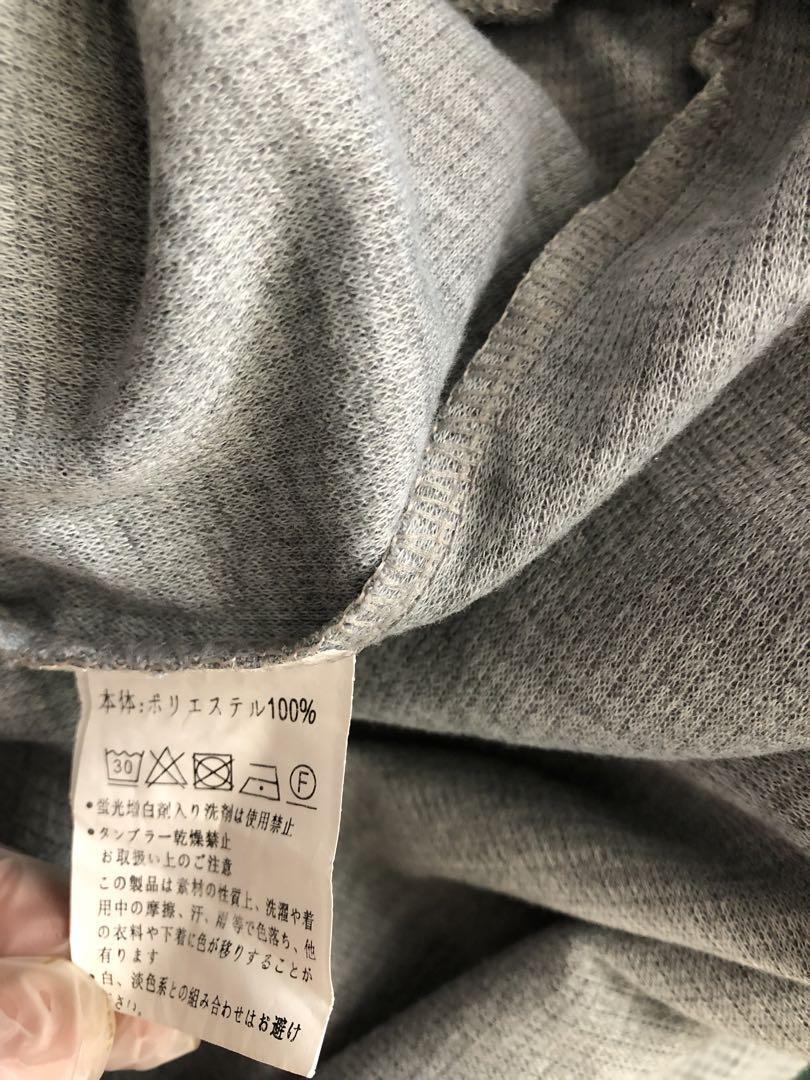 本体:ポリエステル100%
30 F
•蛍光増白剤入り洗剤は使用禁止
•タンブラー乾燥禁止
お取扱い上のご注意
この製品は素材の性質上、洗濯や着
用中の摩擦、汗、雨等で色落ち、他
の衣料や下着に色が移りすることが
有ります
•白、淡色系との組み合わせはお避け
さい。